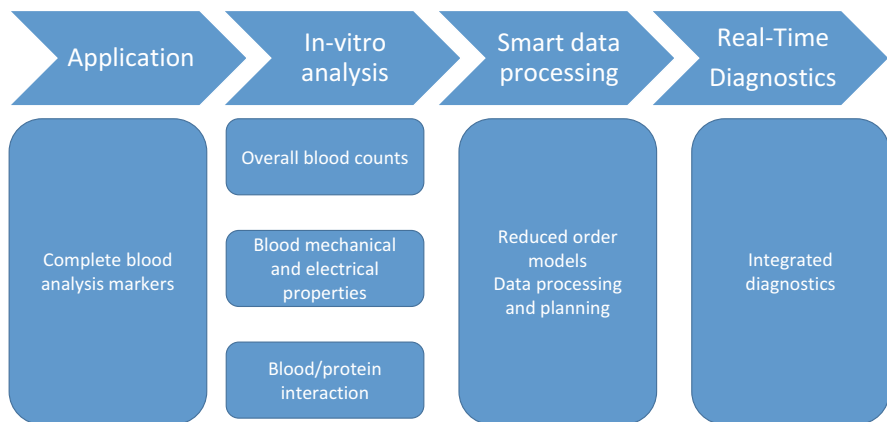 Application
In-vitro
analysis
Smart data
processing
Real-Time
Diagnostics
Complete blood
analysis markers
Overall blood counts
Blood mechanical
and electrical
properties
Blood/protein
interaction
Reduced order
models
Data processing
and planning
Integrated
diagnostics